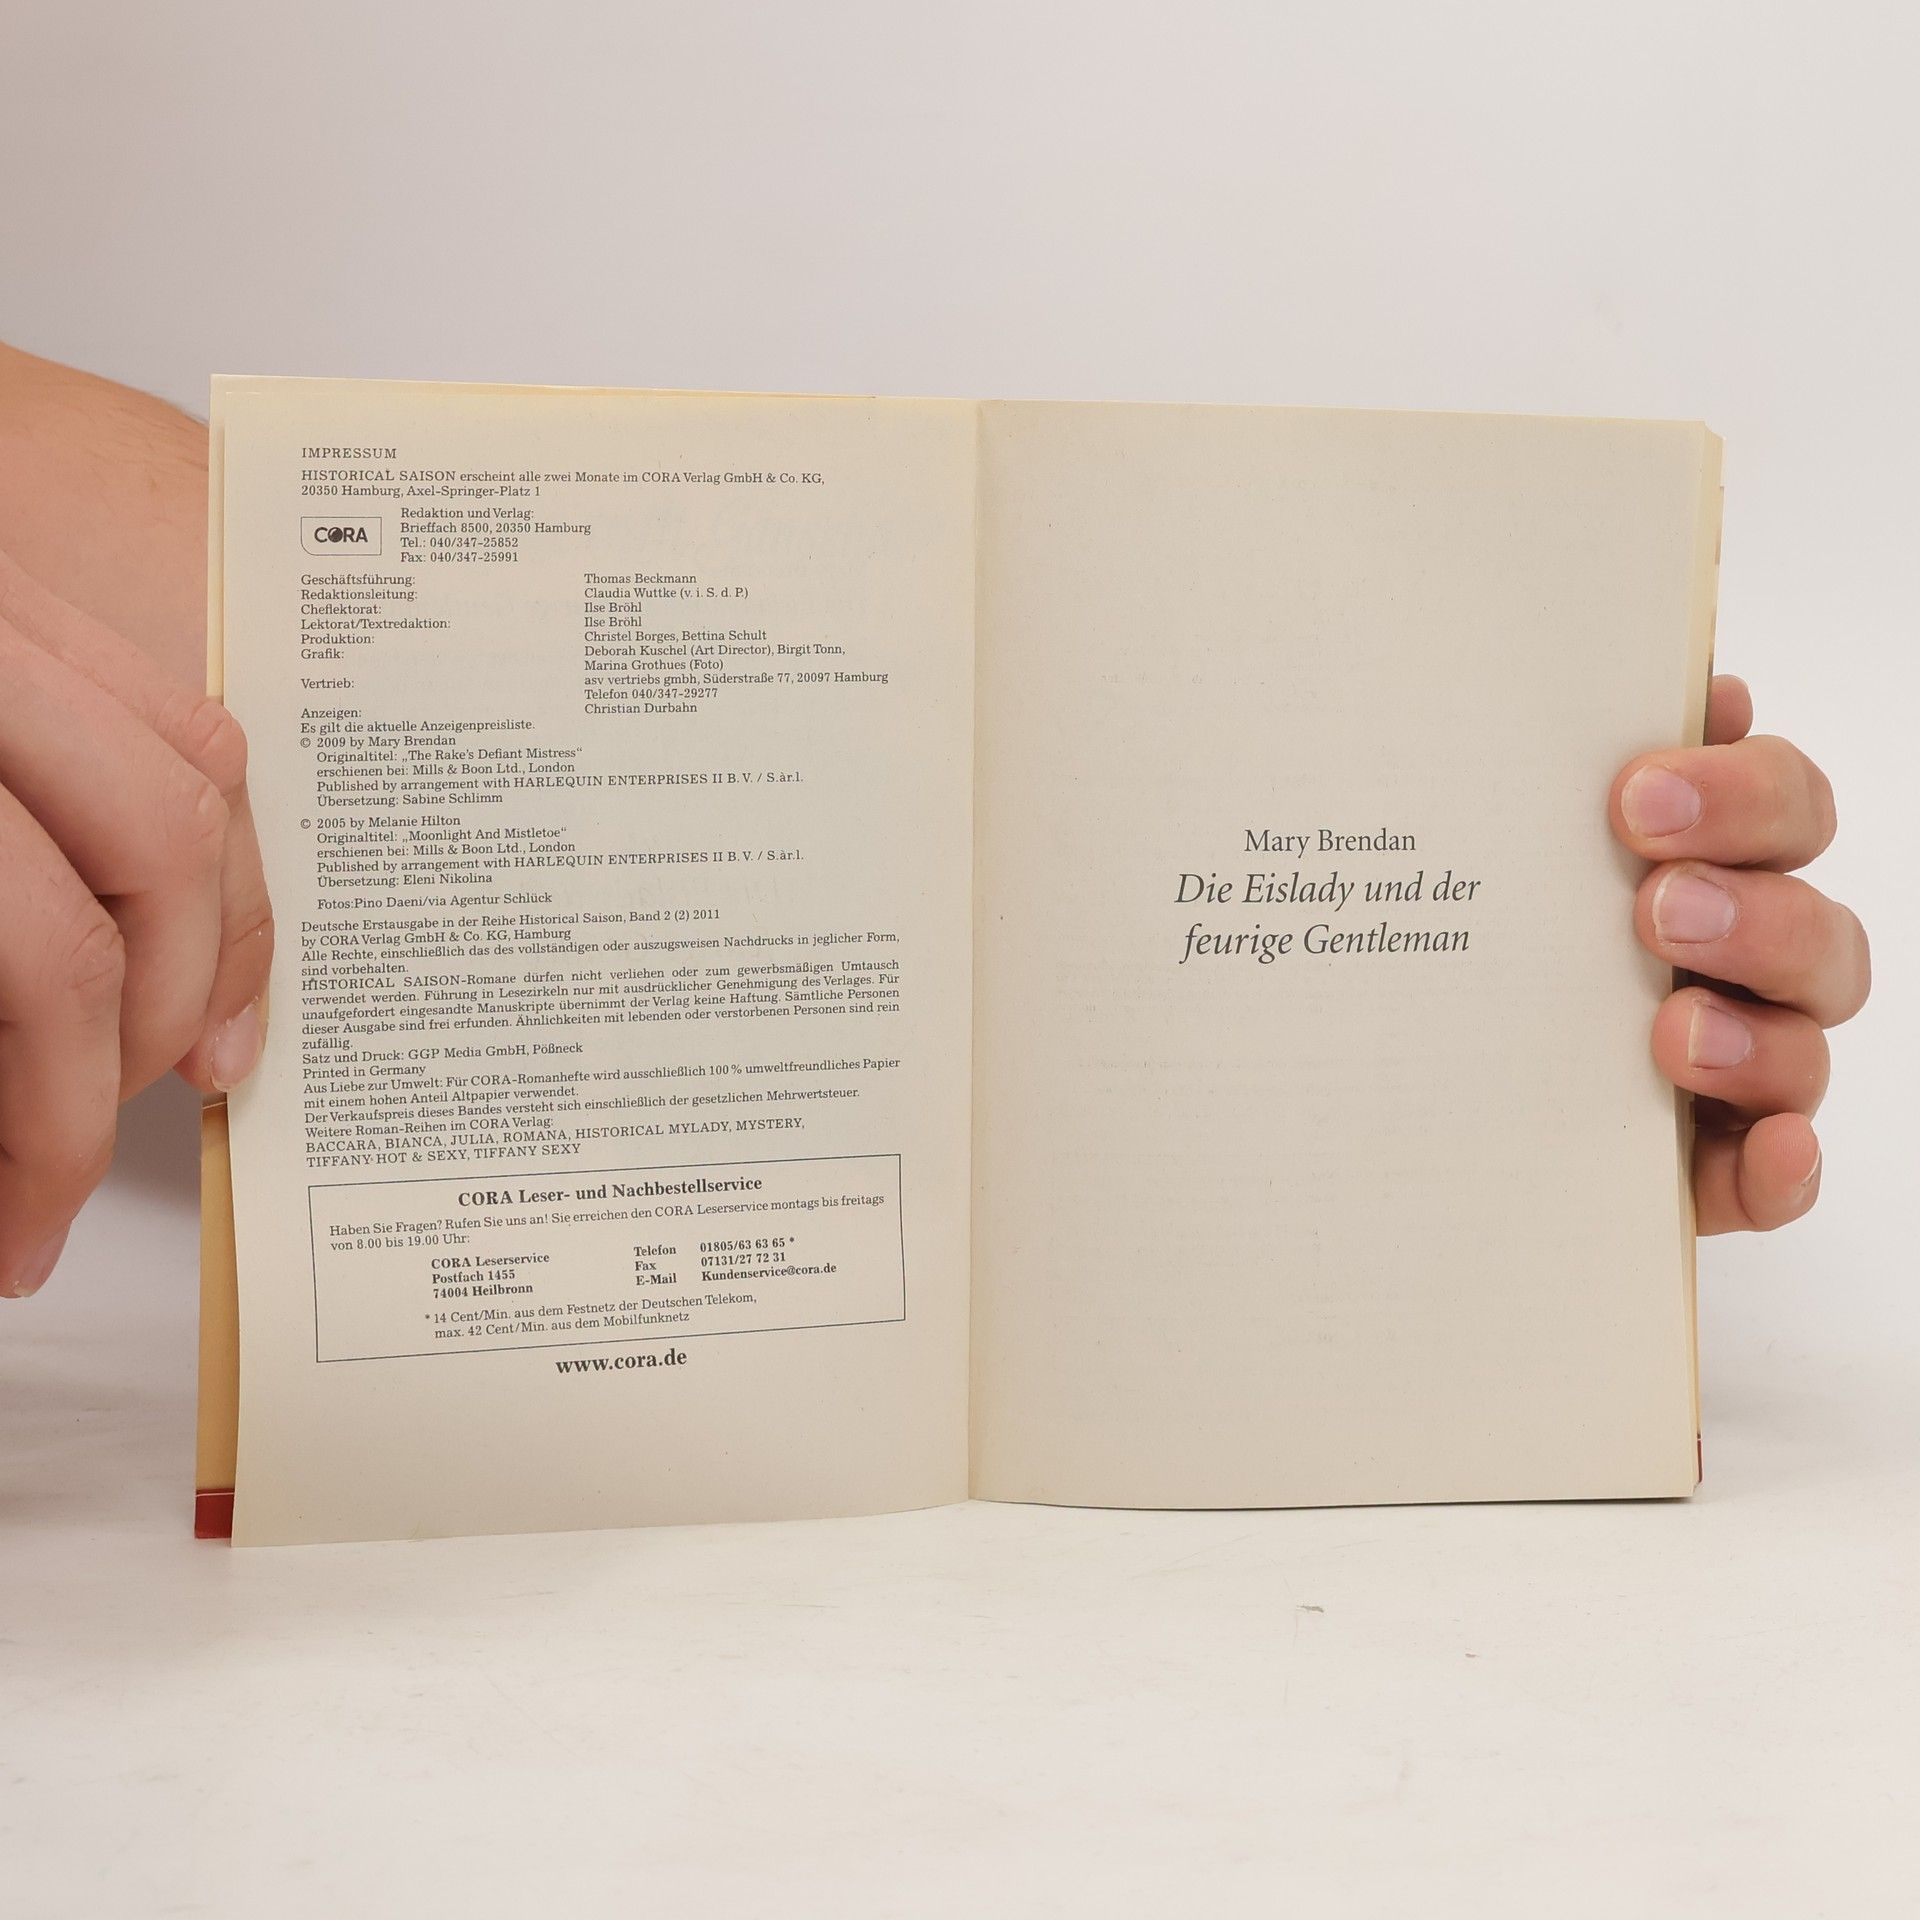 IMPRESSUM
HISTORICAL SAISON erscheint alle zwei Monate im CORA Verlag GmbH & Co. KG,
20350 Hamburg, Axel-Springer-Platz 1
CORA
Redaktion und Verlag:
Brieffach 8500, 20350 Hamburg
Tel.: 040/347-25852
Fax: 040/347-25991
Geschäftsführung: Thomas Beckmann
Redaktionsleitung: Claudia Wuttke (v. i. S. d. P.)
Cheflektorat: Ilse Bröhl
Lektorat/Textredaktion: Ilse Bröhl
Produktion: Christel Borges, Bettina Schult
Grafik: Deborah Kuschel (Art Director), Birgit Tonn,
Marina Grothues (Foto)
Vertrieb: asv vertriebs gmbh, Süderstraße 77, 20097 Hamburg
Telefon 040/347-29277
Anzeigen: Christian Durbahn
Es gilt die aktuelle Anzeigenpreisliste.
© 2009 by Mary Brendan
Originaltitel: „The Rake's Defiant Mistress“
erschienen bei: Mills & Boon Ltd., London
Published by arrangement with HARLEQUIN ENTERPRISES II B. V. / S.àr.l.
Übersetzung: Sabine Schlimm
© 2005 by Melanie Hilton
Originaltitel: „Moonlight And Mistletoe“
erschienen bei: Mills & Boon Ltd., London
Published by arrangement with HARLEQUIN ENTERPRISES II B. V. / S.àr.l.
Übersetzung: Eleni Nikolina
Fotos:Pino Daeni/via Agentur Schlück
Deutsche Erstausgabe in der Reihe Historical Saison, Band 2 (2) 2011
by CORA Verlag GmbH & Co. KG, Hamburg
Alle Rechte, einschließlich das des vollständigen oder auszugsweisen Nachdrucks in jeglicher Form,
sind vorbehalten.
HISTORICAL SAISON-Romane dürfen nicht verliehen oder zum gewerbsmäßigen Umtausch
verwendet werden. Führung in Lesezirkeln nur mit ausdrücklicher Genehmigung des Verlages. Für
unaufgefordert eingesandte Manuskripte übernimmt der Verlag keine Haftung. Sämtliche Personen
dieser Ausgabe sind frei erfunden. Ähnlichkeiten mit lebenden oder verstorbenen Personen sind rein
zufällig.
Satz und Druck: GGP Media GmbH, Pößneck
Printed in Germany
Aus Liebe zur Umwelt: Für CORA-Romanhefte wird ausschließlich 100 % umweltfreundliches Papier
mit einem hohen Anteil Altpapier verwendet.
Der Verkaufspreis dieses Bandes versteht sich einschließlich der gesetzlichen Mehrwertsteuer.
Weitere Roman-Reihen im CORA Verlag:
BACCARA, BIANCA, JULIA, ROMANA, HISTORICAL MYLADY, MYSTERY,
TIFFANY HOT & SEXY, TIFFANY SEXY
CORA Leser- und Nachbestellservice
Haben Sie Fragen? Rufen Sie uns an! Sie erreichen den CORA Leserservice montags bis freitags
von 8.00 bis 19.00 Uhr:
CORA Leserservice Telefon 01805/63 63 65 *
Postfach 1455 Fax 07131/27 72 31
74004 Heilbronn E-Mail Kundenservice@cora.de
* 14 Cent/Min. aus dem Festnetz der Deutschen Telekom,
max. 42 Cent/Min. aus dem Mobilfunknetz
www.cora.de
Mary Brendan
Die Eislady und der
feurige Gentleman